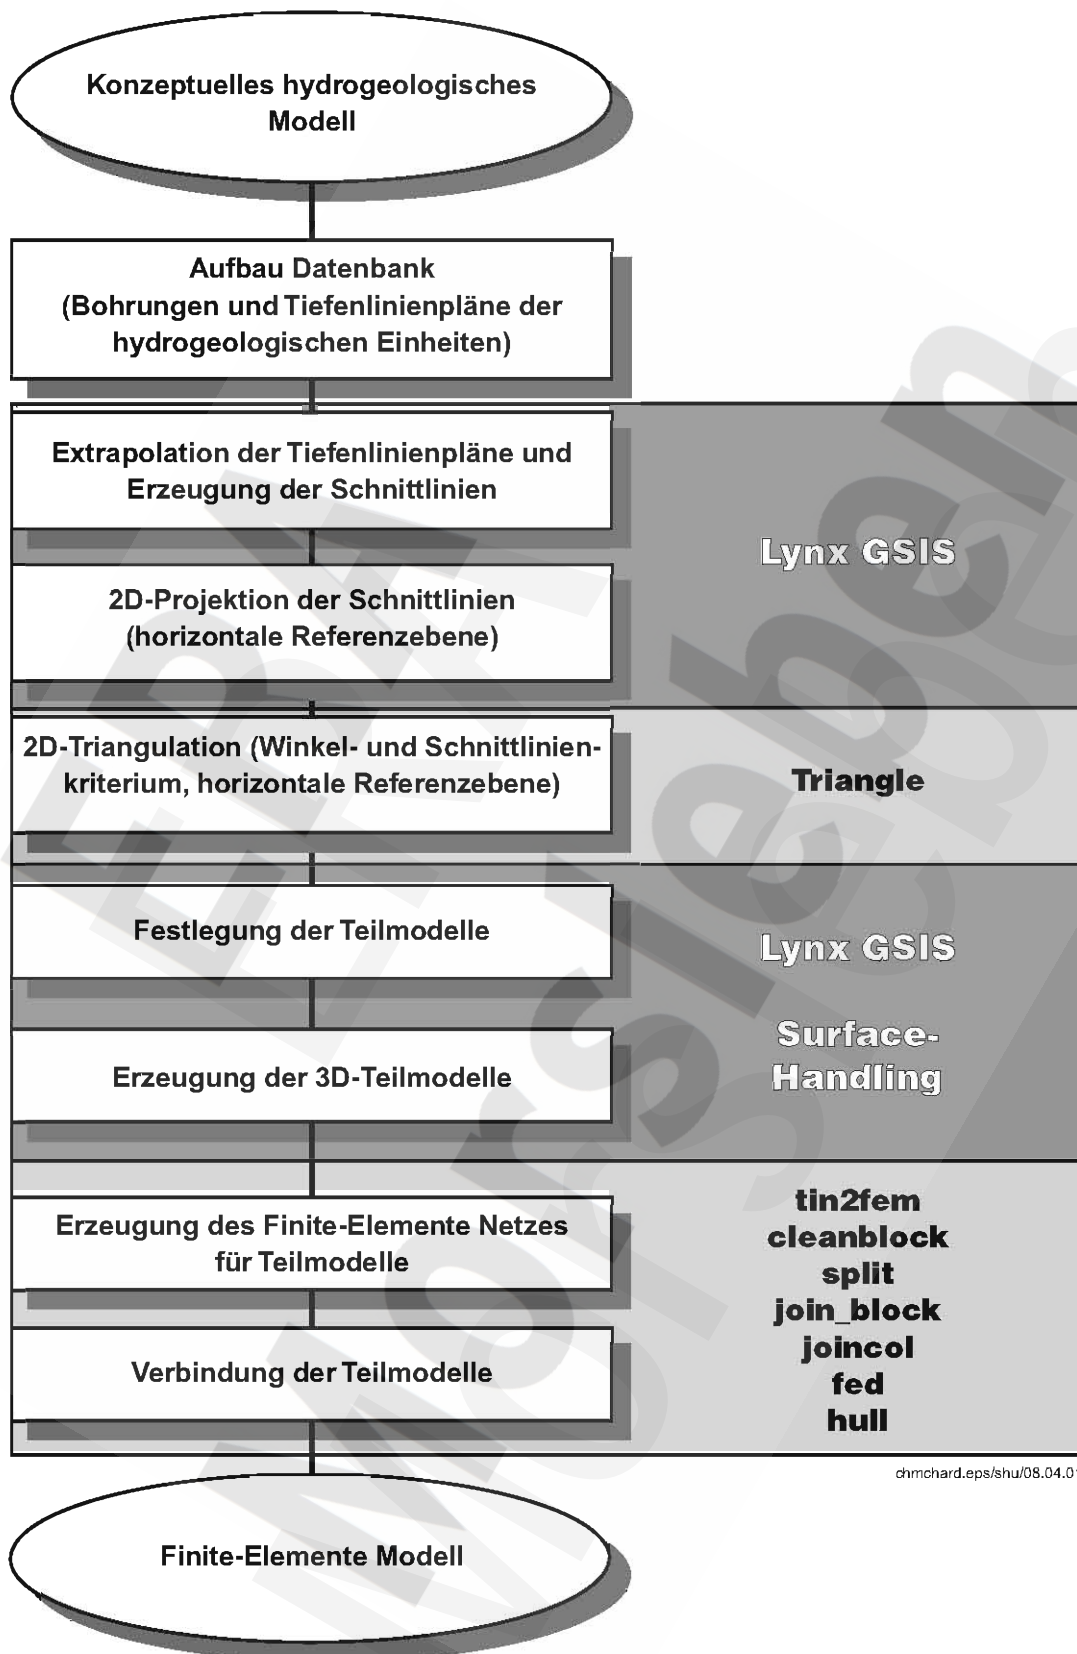 Konzeptuelles hydrogeologisches
Modell
Aufbau Datenbank
(Bohrungen und Tiefenlinienpläne der
hydrogeologischen Einheiten)
Extrapolation der Tiefenlinienpläne und
Erzeugung der Schnittlinien
Lynx GSIS
2D-Projektion der Schnittlinien
(horizontale Referenzebene)
2D-Triangulation (Winkel- und Schnittlinien-
kriterium, horizontale Referenzebene)
Triangle
Festlegung der Teilmodelle
Lynx GSIS
Surface-
Handling
Erzeugung der 3D-Teilmodelle
Erzeugung des Finite-Elemente Netzes
für Teilmodelle
tin2fem
cleanblock
split
join_block
joincol
fed
hull
Verbindung der Teilmodelle
chmchard.eps/shu/08.04.01
Finite-Elemente Modell
ERA Morsleben